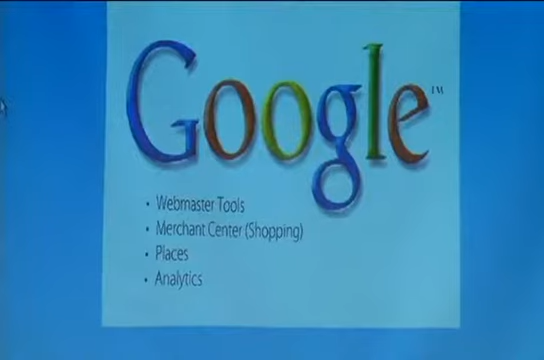 Google™
• Webmaster Tools
• Merchant Center (Shopping)
• Places
• Analytics